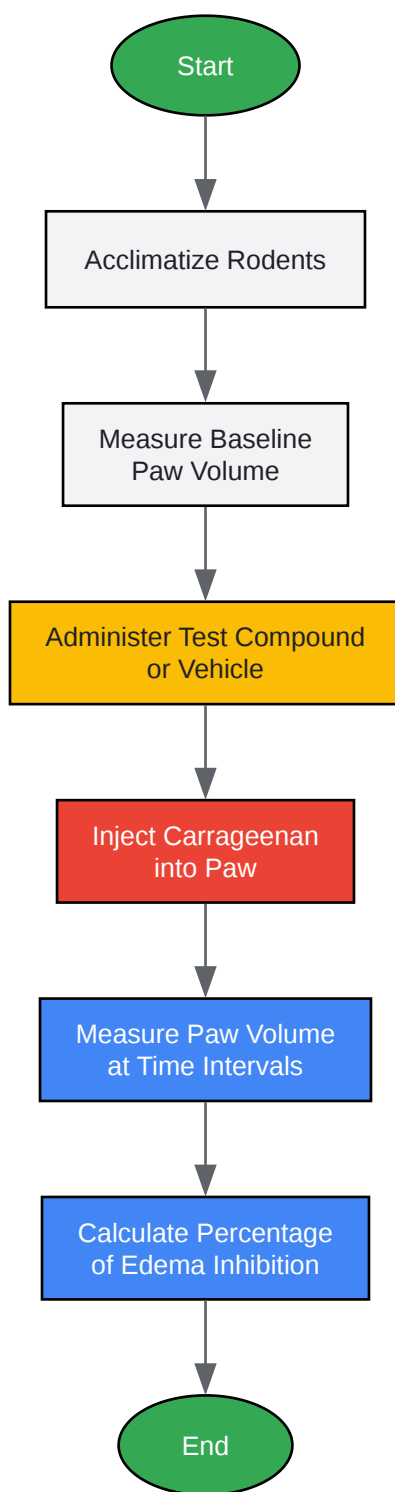 Start
Acclimatize Rodents
Measure Baseline
Paw Volume
Administer Test Compound
or Vehicle
Inject Carrageenan
into Paw
Measure Paw Volume
at Time Intervals
Calculate Percentage
of Edema Inhibition
End